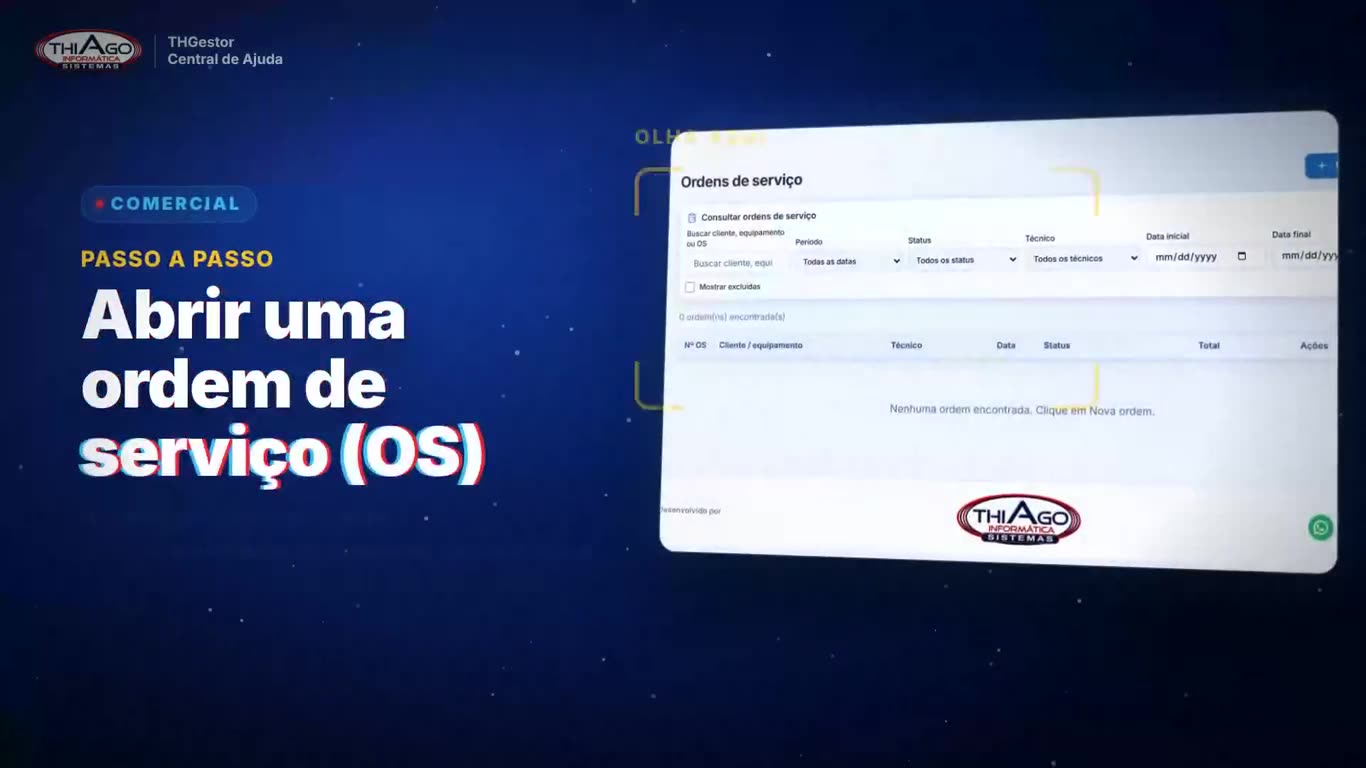 THIAGO
INFORMÁTICA
SISTEMAS
THGestor
Central de Ajuda
COMERCIAL
PASSO A PASSO
Abrir uma
ordem de
serviço (OS)
Ordens de serviço
Consultar ordens de serviço
Buscar cliente, equipamento
ou OS
Período
Status
Técnico
Data inicial
Data final
Buscar cliente, equi
Todas as datas
Todos os status
Todos os técnicos
mm/dd/yyyy
mm/dd/yyy
Mostrar excluídas
0 ordem(ns) encontrada(s)
Nº OS Cliente / equipamento Técnico Data Status Total Ações
Nenhuma ordem encontrada. Clique em Nova ordem.
desenvolvido por
THIAGO
INFORMÁTICA
SISTEMAS